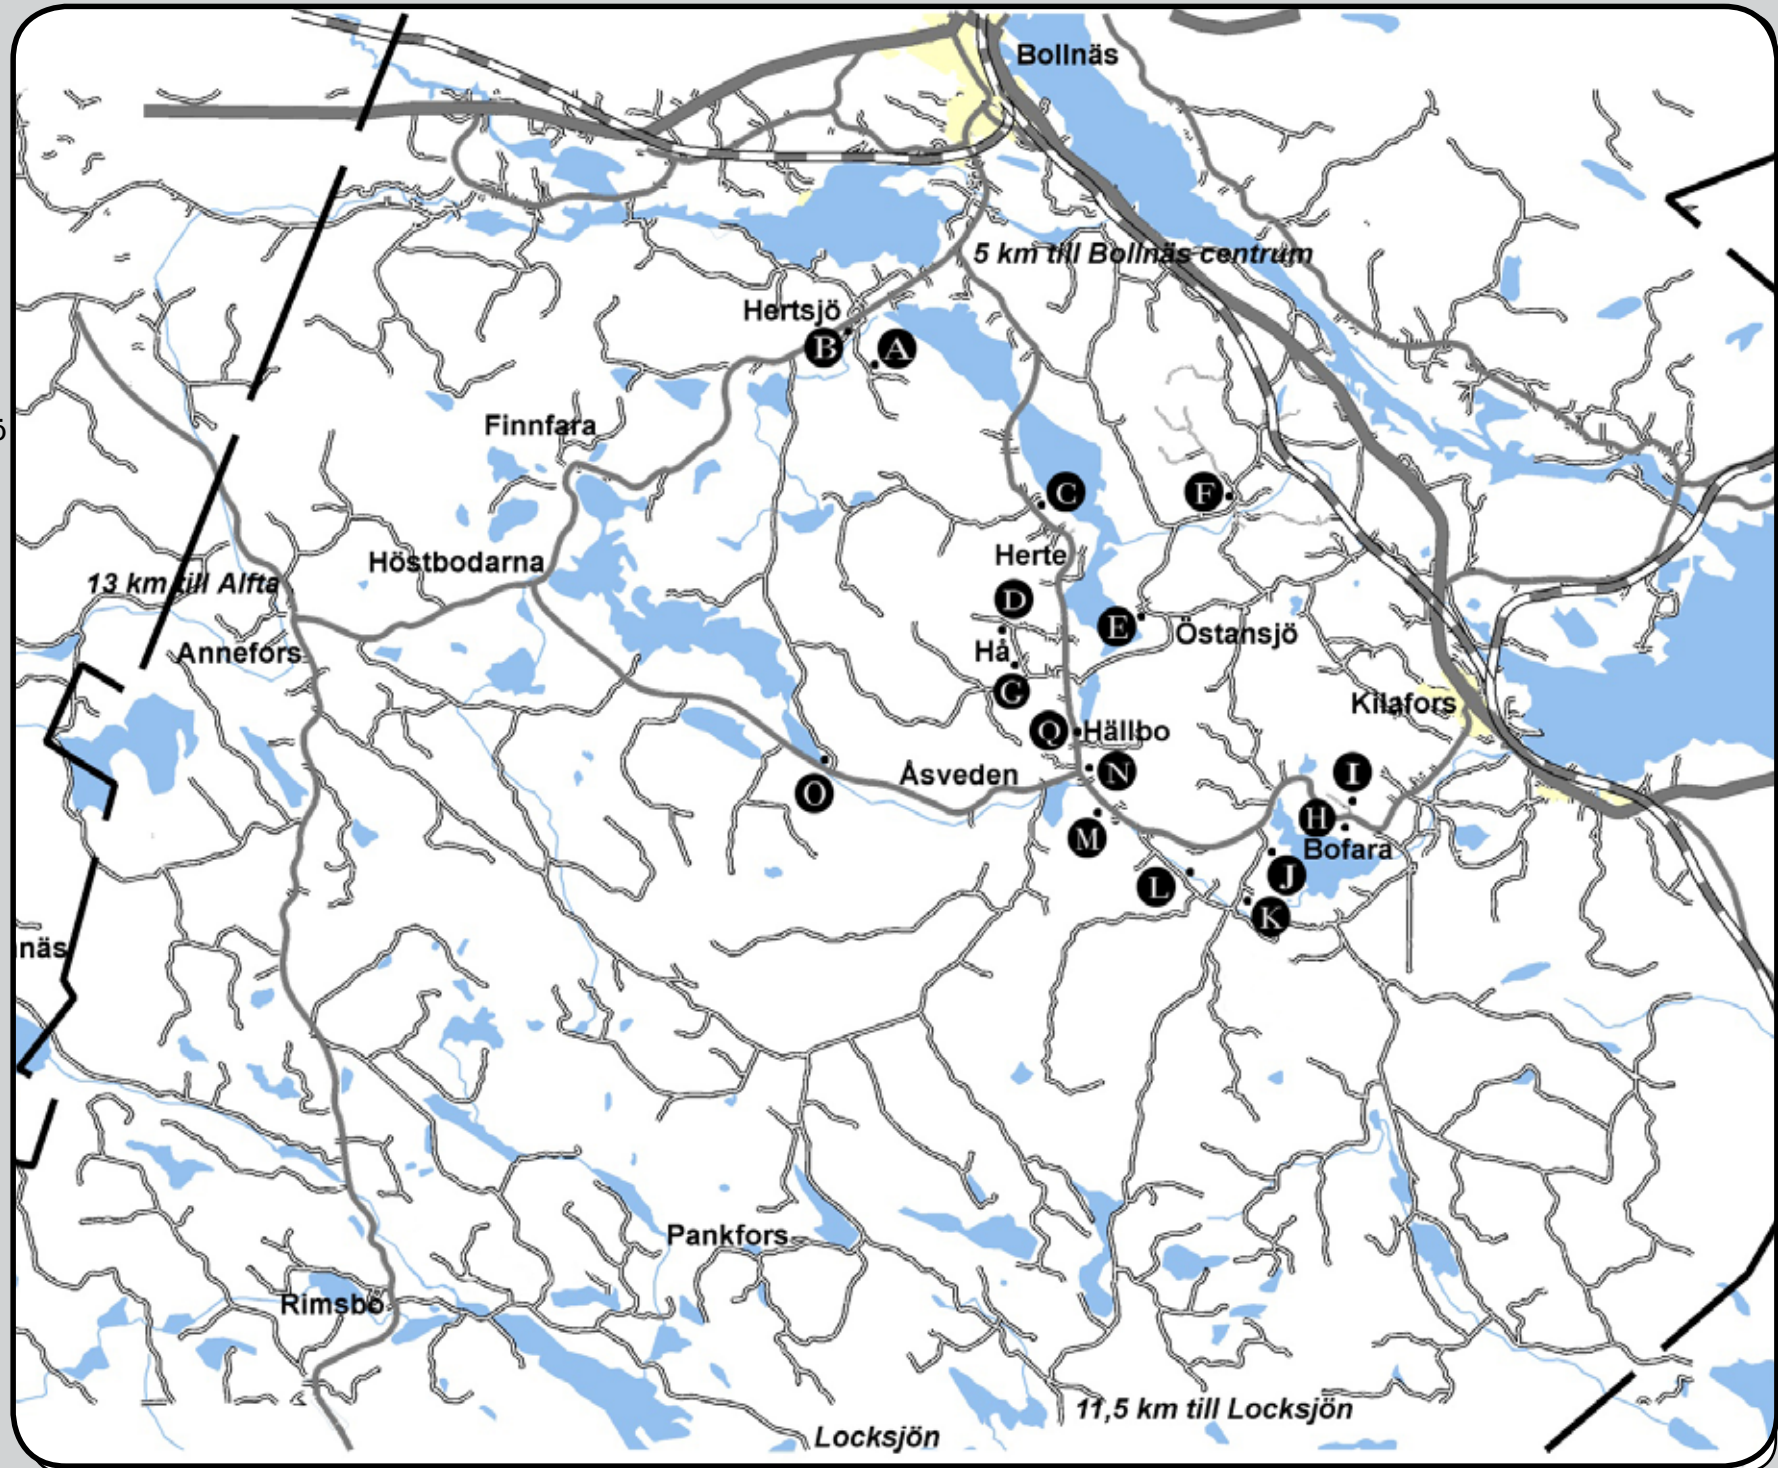 Bollnäs
5 km till Bollnäs centrum
Hertsjö
B
A
Finnfara
ö
C
F
Herte
Höstbodarna
13 km till Alfta
D
E
Östansjö
Hå
Annefors
G
Kilafors
Q
Hällbo
N
I
Åsveden
O
H
M
Bofara
L
J
K
näs
Pankfors
Rimsbo
11,5 km till Locksjön
Locksjön